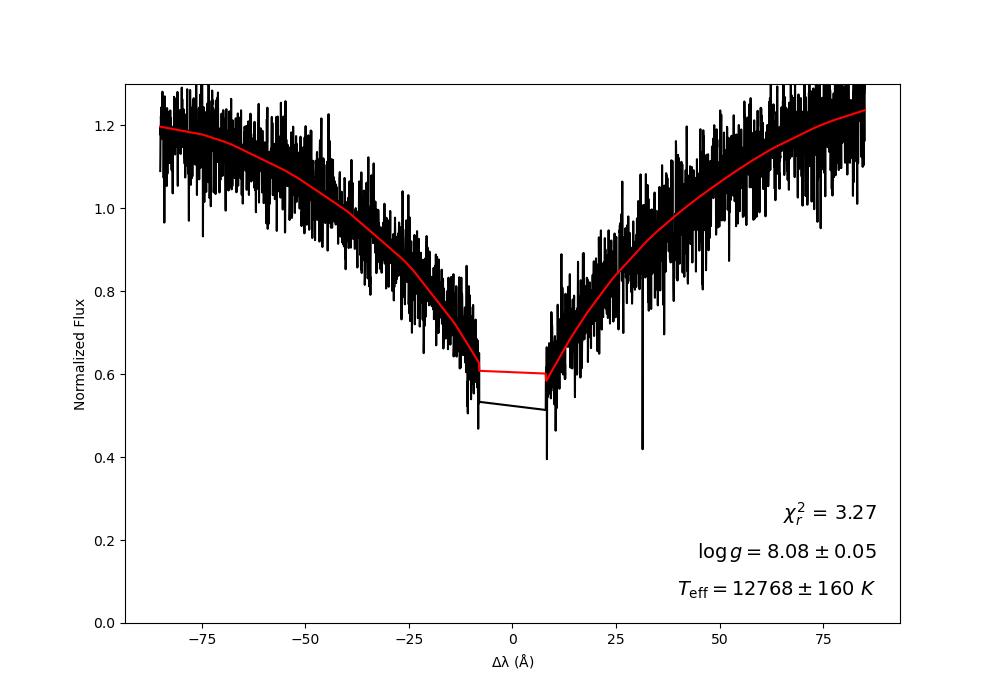 1.2
1.0
0.8
0.6
0.4
0.2
0.0
Normalized Flux
χ²ᵣ = 3.27
log g = 8.08 ± 0.05
T_eff = 12768 ± 160 K
−75 −50 −25 0 25 50 75
Δλ (Å)